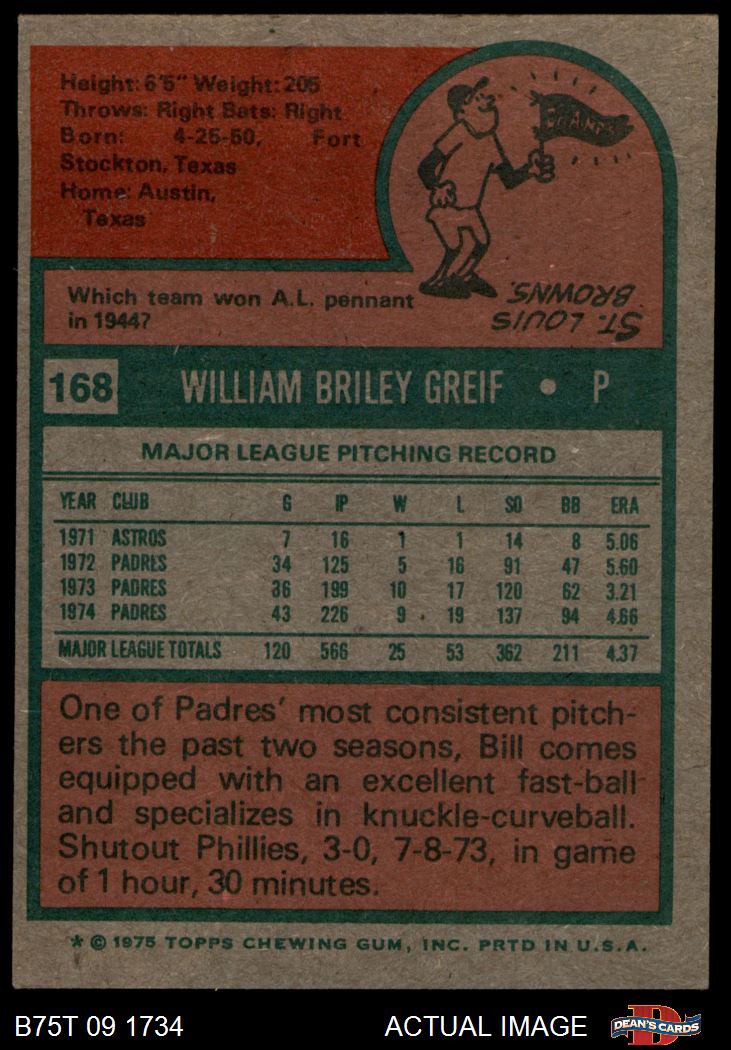 Height: 6'5" Weight: 205
Throws: Right Bats: Right
Born: 4-25-50, Fort
Stockton, Texas
Home: Austin,
Texas
CHAMPS
Which team won A.L. pennant
in 1944?
ST. LOUIS
BROWNS.
168 WILLIAM BRILEY GREIF • P
MAJOR LEAGUE PITCHING RECORD
YEAR CLUB G IP W L SO BB ERA
1971 ASTROS 7 16 1 1 14 8 5.06
1972 PADRES 34 125 5 16 91 47 5.60
1973 PADRES 36 199 10 17 120 62 3.21
1974 PADRES 43 226 9 19 137 94 4.66
MAJOR LEAGUE TOTALS 120 566 25 53 362 211 4.37
One of Padres' most consistent pitch-
ers the past two seasons, Bill comes
equipped with an excellent fast-ball
and specializes in knuckle-curveball.
Shutout Phillies, 3-0, 7-8-73, in game
of 1 hour, 30 minutes.
* © 1975 TOPPS CHEWING GUM, INC. PRTD IN U.S.A.
B75T 09 1734 ACTUAL IMAGE
D
DEAN'S CARDS